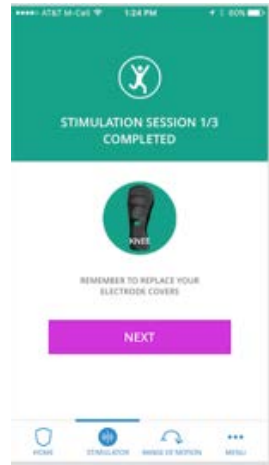 AT&T M-Cell 1:24 PM 60%
STIMULATION SESSION 1/3
COMPLETED
KNEE
REMEMBER TO REPLACE YOUR
ELECTRODE COVERS
NEXT
HOME STIMULATOR RANGE OF MOTION MENU